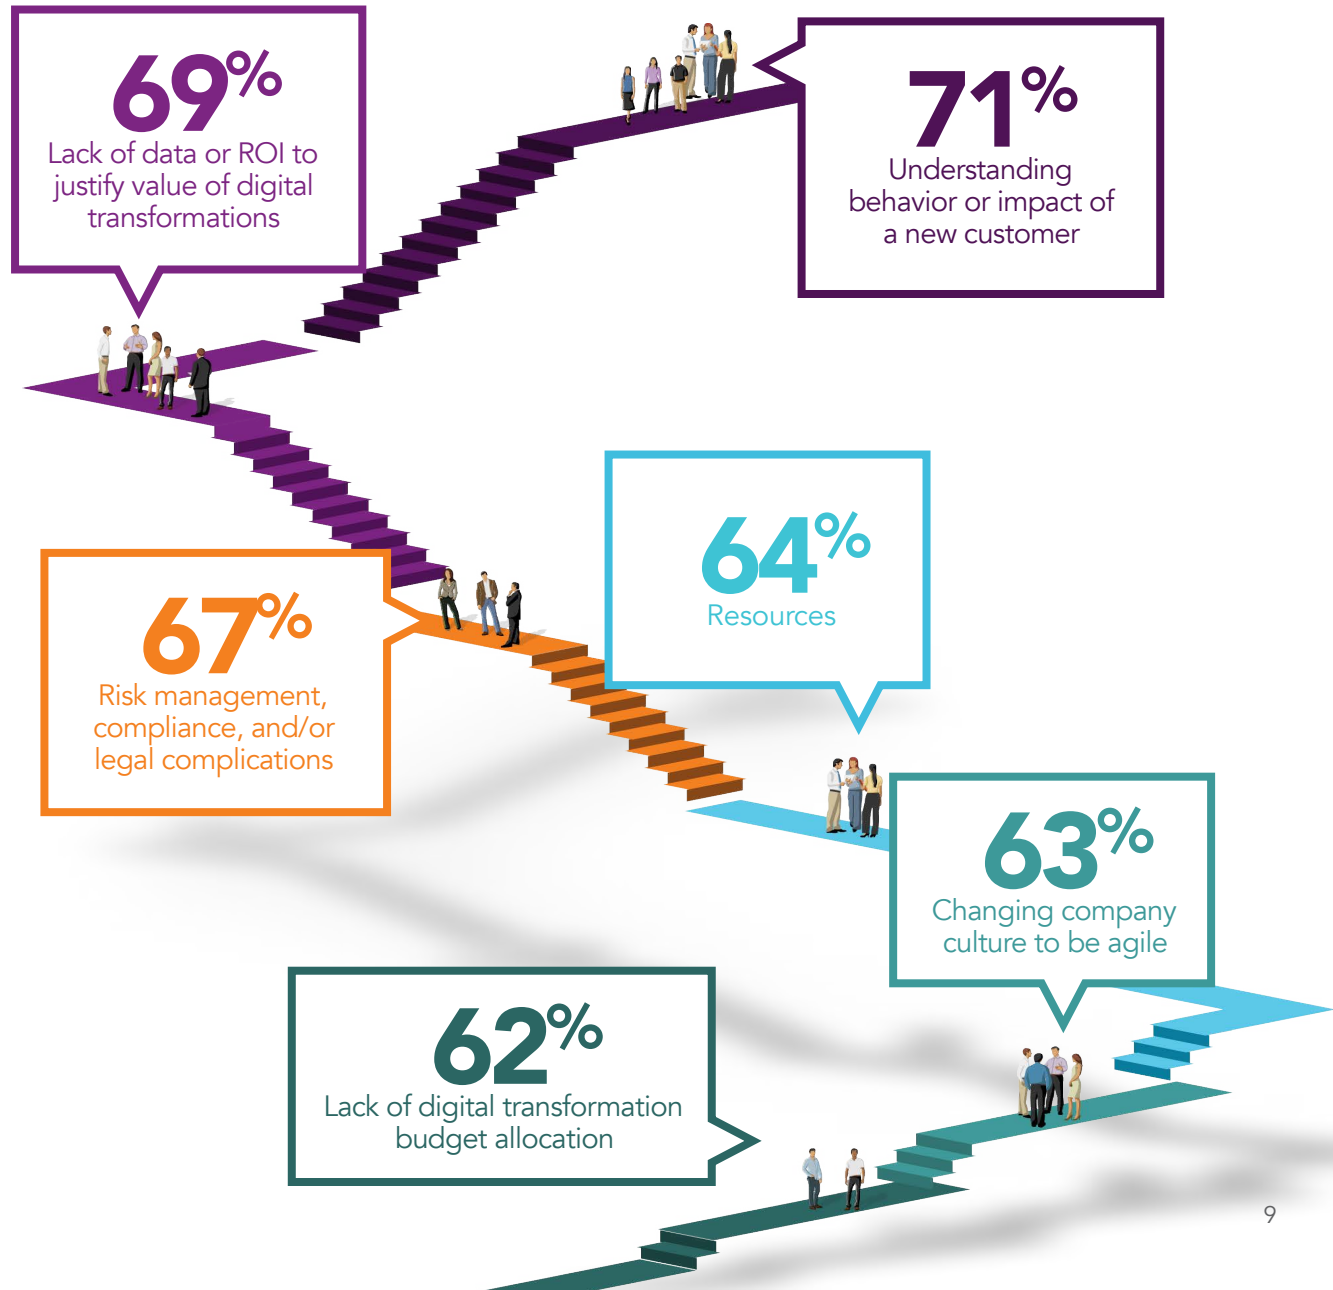 69%
Lack of data or ROI to
justify value of digital
transformations
71%
Understanding
behavior or impact of
a new customer
67%
Risk management,
compliance, and/or
legal complications
64%
Resources
63%
Changing company
culture to be agile
62%
Lack of digital transformation
budget allocation
9